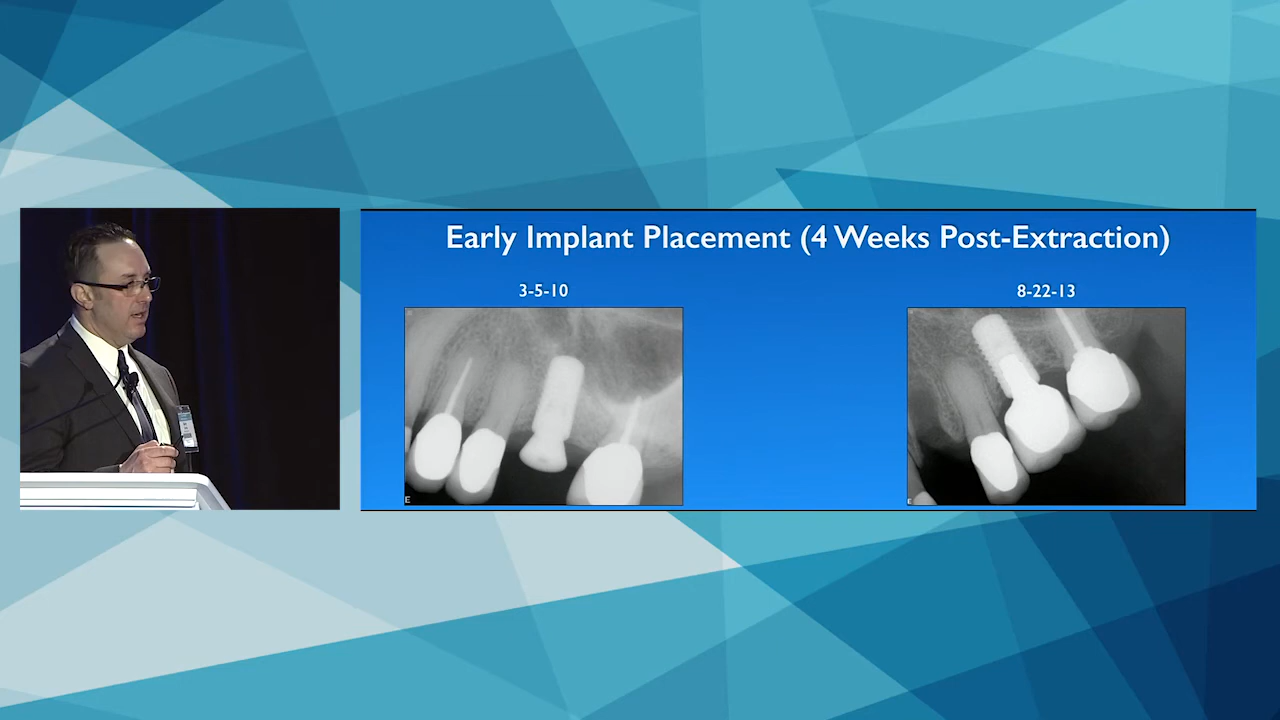 Early Implant Placement (4 Weeks Post-Extraction)
3-5-10
8-22-13
E
E